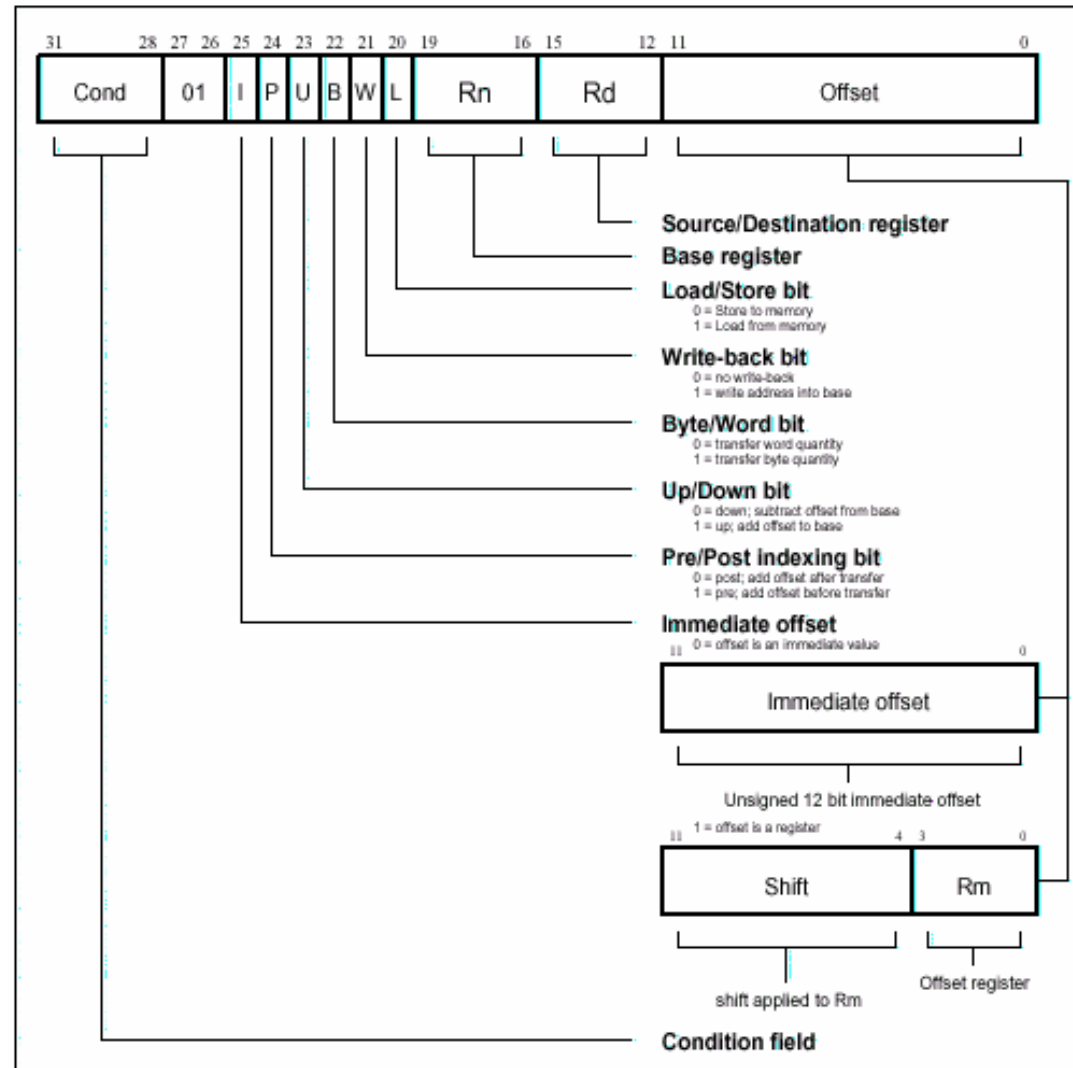 31 28 27 26 25 24 23 22 21 20 19 16 15 12 11 0
Cond 01 I P U B W L Rn Rd Offset
Source/Destination register
Base register
Load/Store bit
0 = Store to memory
1 = Load from memory
Write-back bit
0 = no write-back
1 = write address into base
Byte/Word bit
0 = transfer word quantity
1 = transfer byte quantity
Up/Down bit
0 = down; subtract offset from base
1 = up; add offset to base
Pre/Post indexing bit
0 = post; add offset after transfer
1 = pre; add offset before transfer
Immediate offset
0 = offset is an immediate value
11 0
Immediate offset
Unsigned 12 bit immediate offset
1 = offset is a register
11 4 3 0
Shift Rm
Offset register
shift applied to Rm
Condition field